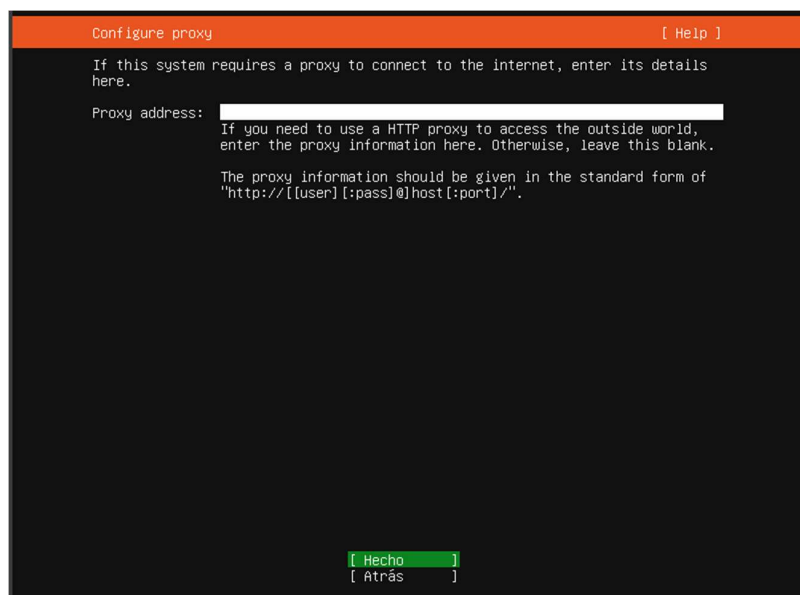 Configure proxy [ Help ]
If this system requires a proxy to connect to the internet, enter its details
here.
Proxy address:
If you need to use a HTTP proxy to access the outside world,
enter the proxy information here. Otherwise, leave this blank.
The proxy information should be given in the standard form of
"http://[[user][:pass]@]host[:port]/".
[ Hecho ]
[ Atrás ]